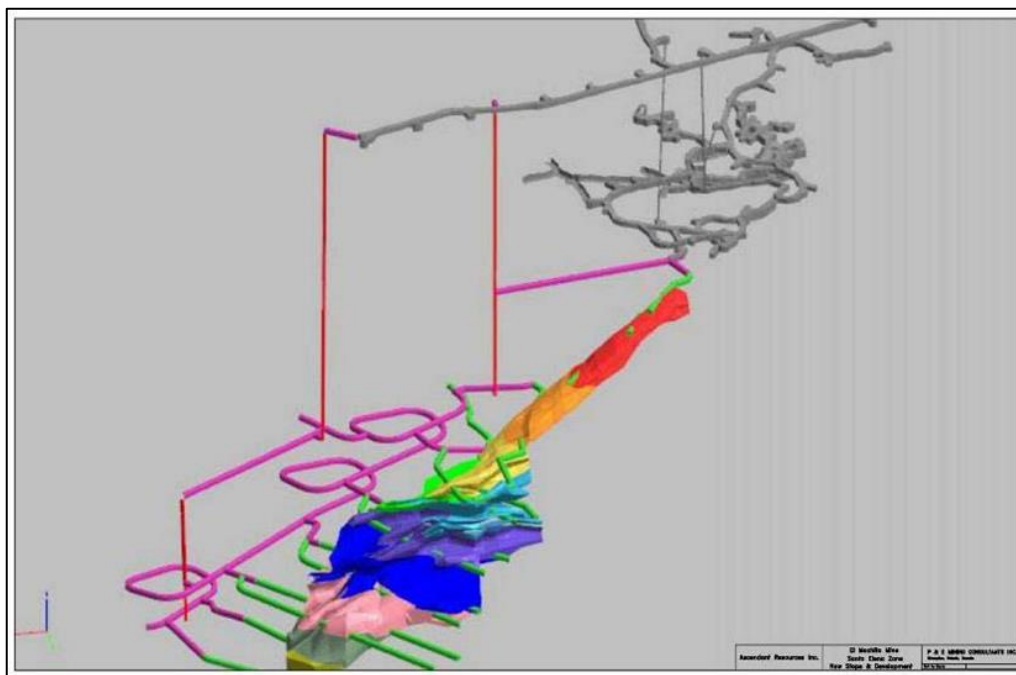 Ascendant Resources Inc.
El Mochito Mine
Santa Elena Zone
New Stope & Development
P & E MINING CONSULTANTS INC.